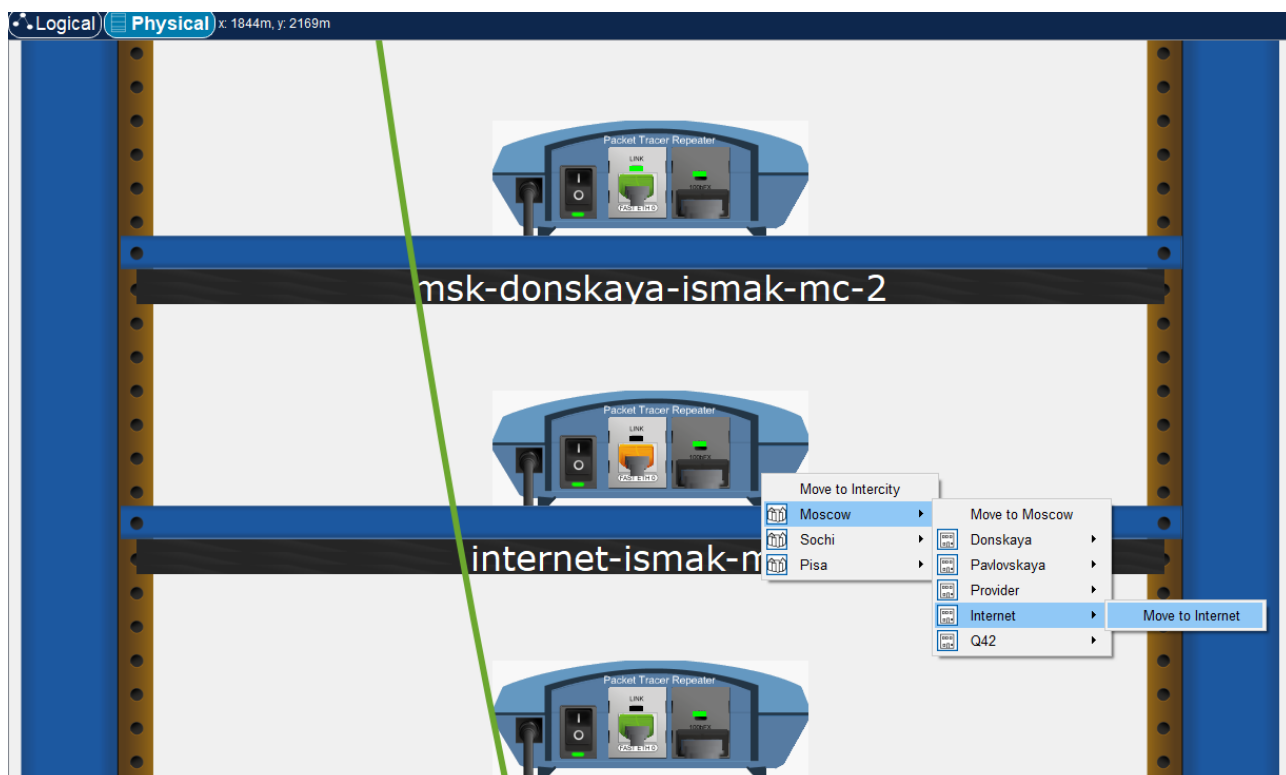 Logical Physical x: 1844m, y: 2169m
Packet Tracer Repeater
LINK
100MFX
FAST ETH 0
msk-donskaya-ismak-mc-2
Packet Tracer Repeater
LINK
100MFX
FAST ETH 0
Move to Intercity
Moscow
Sochi
Pisa
Move to Moscow
Donskaya
Pavlovskaya
Provider
Internet
Q42
Move to Internet
internet-ismak-m
Packet Tracer Repeater
LINK
FAST ETH 0